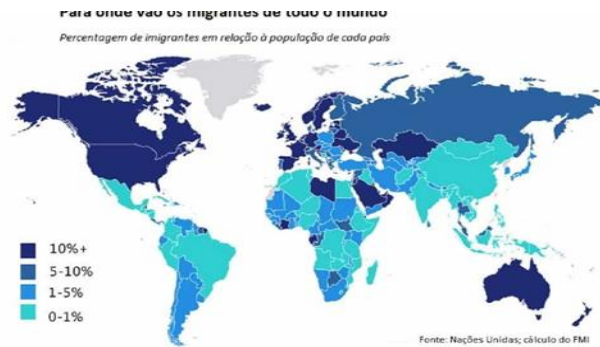 Para onde vão os migrantes de todo o mundo
Percentagem de imigrantes em relação à população de cada país
10%+
5-10%
1-5%
0-1%
Fonte: Nações Unidas; cálculo do FMI